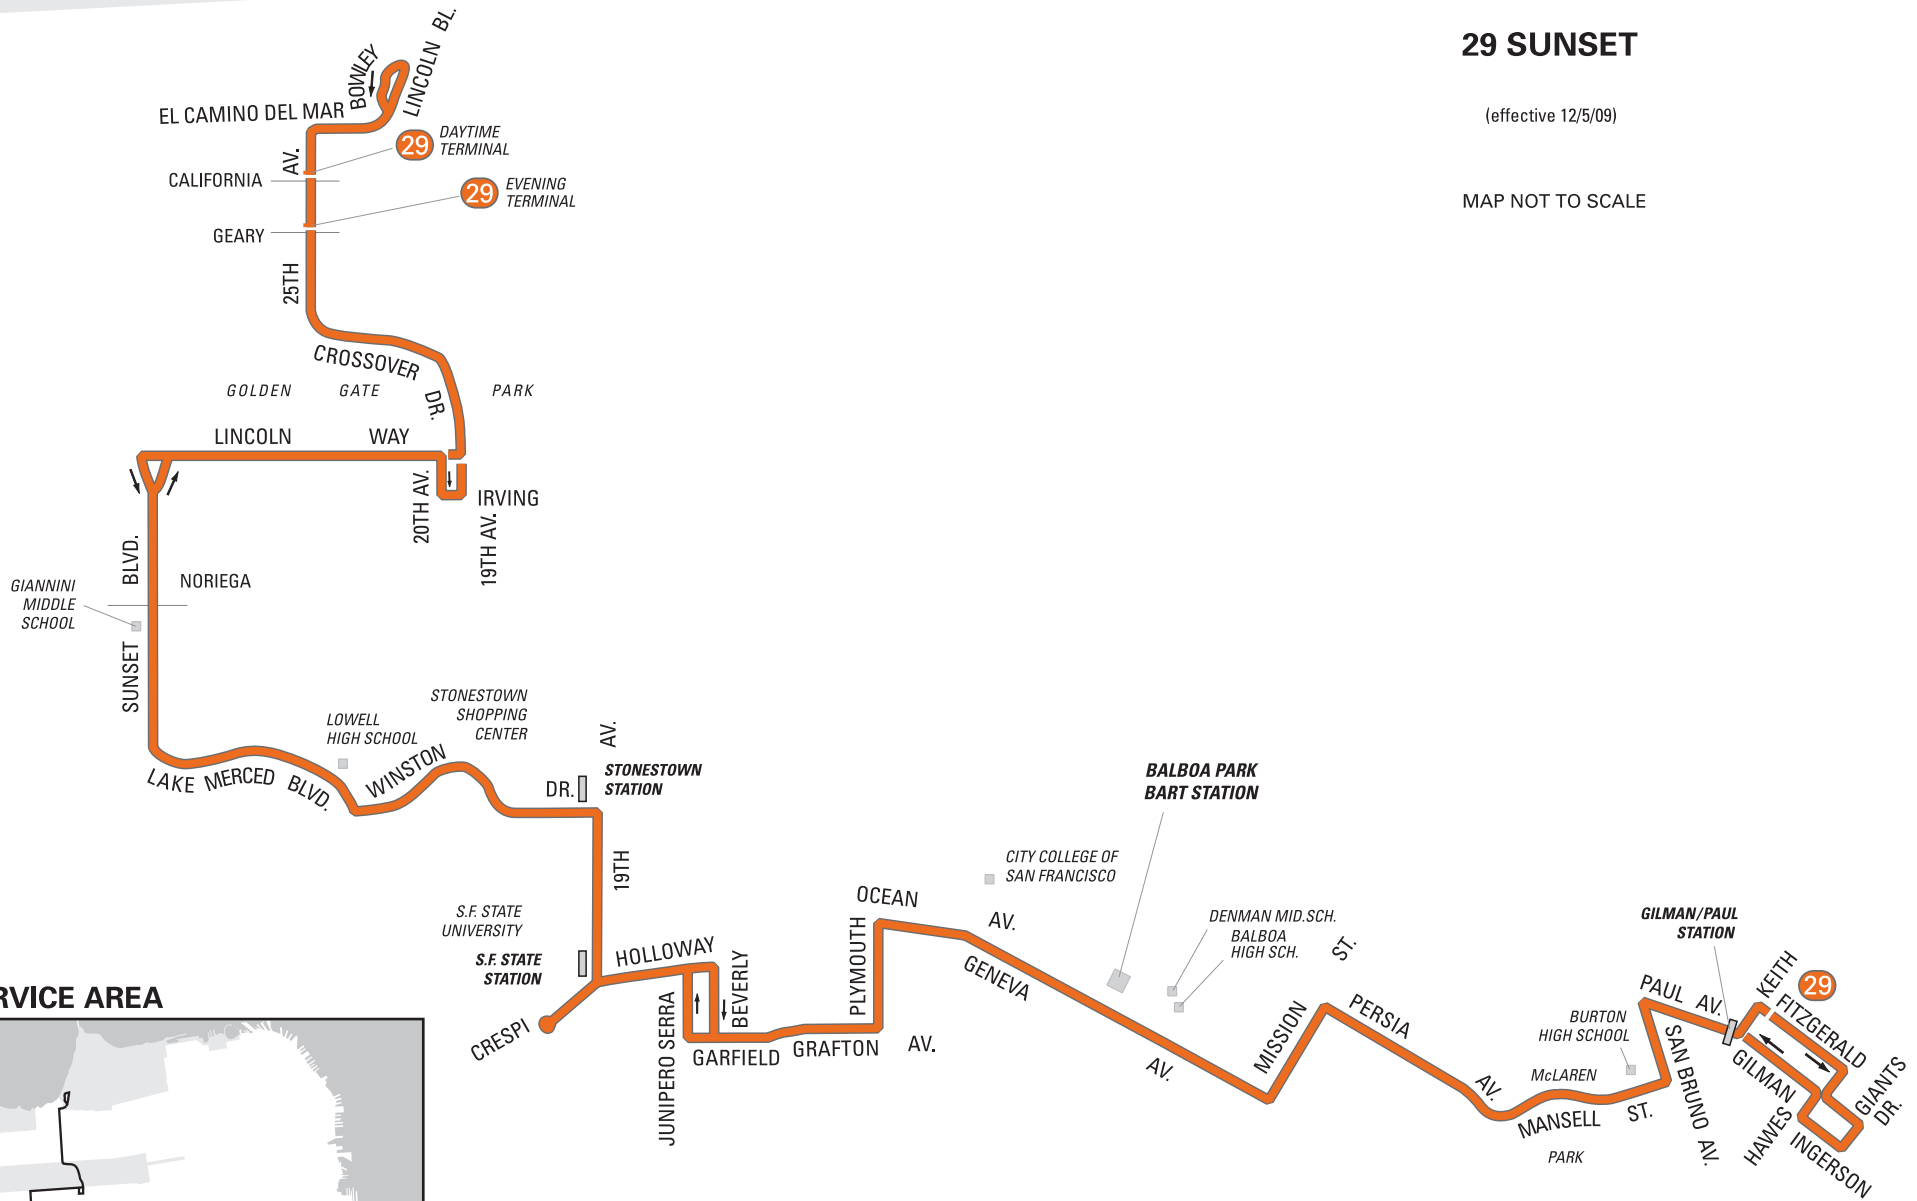 29 SUNSET
(effective 12/5/09)
MAP NOT TO SCALE
BOWLEY
LINCOLN BL.
EL CAMINO DEL MAR
29
DAYTIME
TERMINAL
AV.
CALIFORNIA
29
EVENING
TERMINAL
GEARY
25TH
CROSSOVER
DR.
GOLDEN GATE PARK
LINCOLN WAY
20TH AV.
IRVING
19TH AV.
BLVD.
NORIEGA
GIANNINI
MIDDLE
SCHOOL
SUNSET
LAKE MERCED BLVD.
LOWELL
HIGH SCHOOL
WINSTON
STONESTOWN
SHOPPING
CENTER
DR.
AV.
STONESTOWN
STATION
19TH
S.F. STATE
UNIVERSITY
S.F. STATE
STATION
CRESPI
HOLLOWAY
JUNIPERO SERRA
BEVERLY
GARFIELD
GRAFTON AV.
PLYMOUTH
OCEAN AV.
CITY COLLEGE OF
SAN FRANCISCO
GENEVA
AV.
BALBOA PARK
BART STATION
DENMAN MID.SCH.
BALBOA
HIGH SCH.
MISSION
ST.
PERSIA
AV.
McLAREN
MANSELL ST.
PARK
BURTON
HIGH SCHOOL
PAUL AV.
SAN BRUNO AV.
GILMAN/PAUL
STATION
KEITH
29
FITZGERALD
GILMAN
GIANTS
DR.
HAWES
INGERSON
RVICE AREA